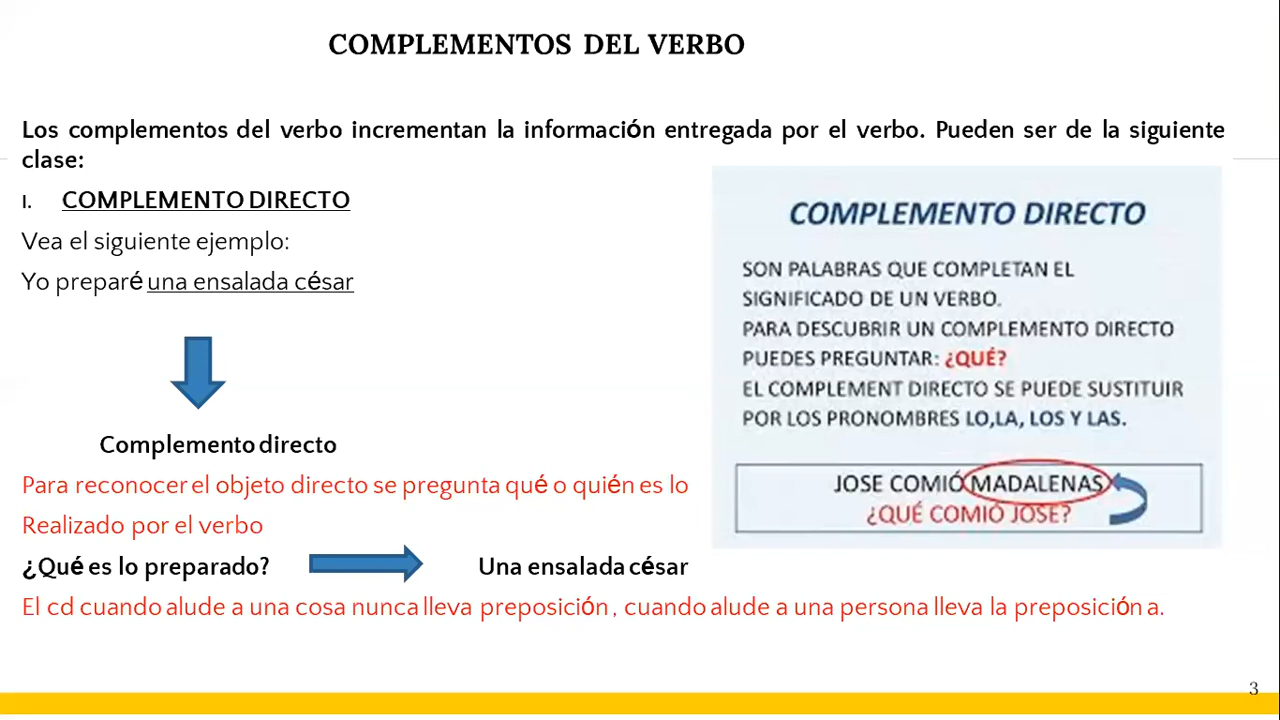 COMPLEMENTOS DEL VERBO
Los complementos del verbo incrementan la información entregada por el verbo. Pueden ser de la siguiente
clase:
I. COMPLEMENTO DIRECTO
Vea el siguiente ejemplo:
Yo preparé una ensalada césar
Complemento directo
Para reconocer el objeto directo se pregunta qué o quién es lo
Realizado por el verbo
¿Qué es lo preparado? Una ensalada césar
El cd cuando alude a una cosa nunca lleva preposición , cuando alude a una persona lleva la preposición a.
COMPLEMENTO DIRECTO
SON PALABRAS QUE COMPLETAN EL
SIGNIFICADO DE UN VERBO.
PARA DESCUBRIR UN COMPLEMENTO DIRECTO
PUEDES PREGUNTAR: ¿QUÉ?
EL COMPLEMENT DIRECTO SE PUEDE SUSTITUIR
POR LOS PRONOMBRES LO,LA, LOS Y LAS.
JOSE COMIÓ MADALENAS
¿QUÉ COMIÓ JOSE?
3